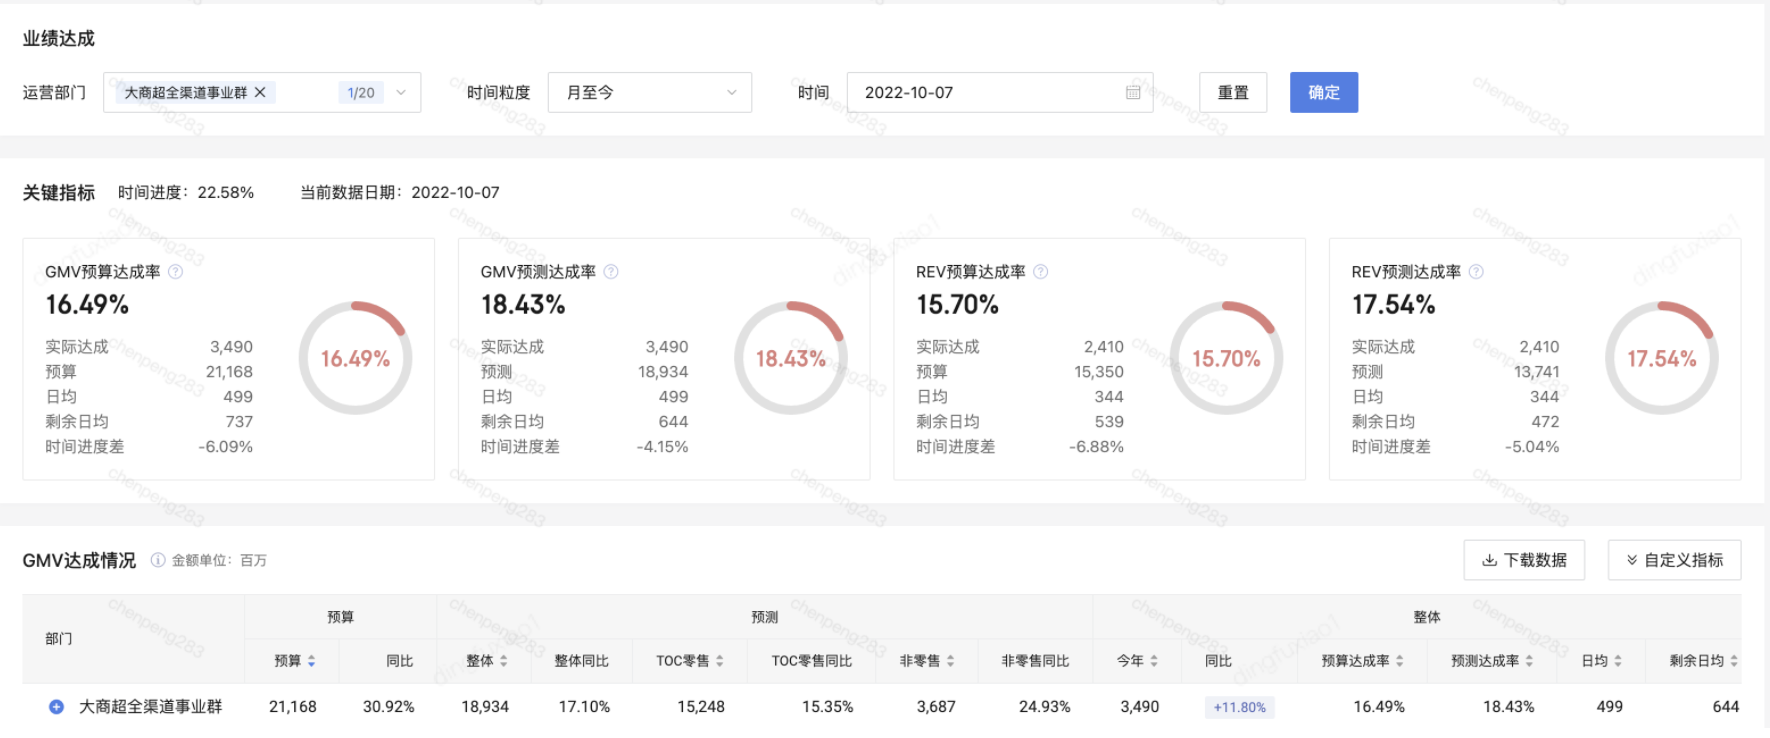 业绩达成
运营部门 大商超全渠道事业群 × 1/20 时间粒度 月至今 时间 2022-10-07 重置 确定
关键指标 时间进度：22.58% 当前数据日期：2022-10-07
GMV预算达成率
16.49%
实际达成 3,490
预算 21,168
日均 499
剩余日均 737
时间进度差 -6.09%
16.49%
GMV预测达成率
18.43%
实际达成 3,490
预测 18,934
日均 499
剩余日均 644
时间进度差 -4.15%
18.43%
REV预算达成率
15.70%
实际达成 2,410
预算 15,350
日均 344
剩余日均 539
时间进度差 -6.88%
15.70%
REV预测达成率
17.54%
实际达成 2,410
预测 13,741
日均 344
剩余日均 472
时间进度差 -5.04%
17.54%
GMV达成情况 金额单位：百万 下载数据 自定义指标
部门 预算 预测 整体
预算 同比 整体 整体同比 TOC零售 TOC零售同比 非零售 非零售同比 今年 同比 预算达成率 预测达成率 日均 剩余日均
大商超全渠道事业群 21,168 30.92% 18,934 17.10% 15,248 15.35% 3,687 24.93% 3,490 +11.80% 16.49% 18.43% 499 644
chenpeng283
dingfuxiao1